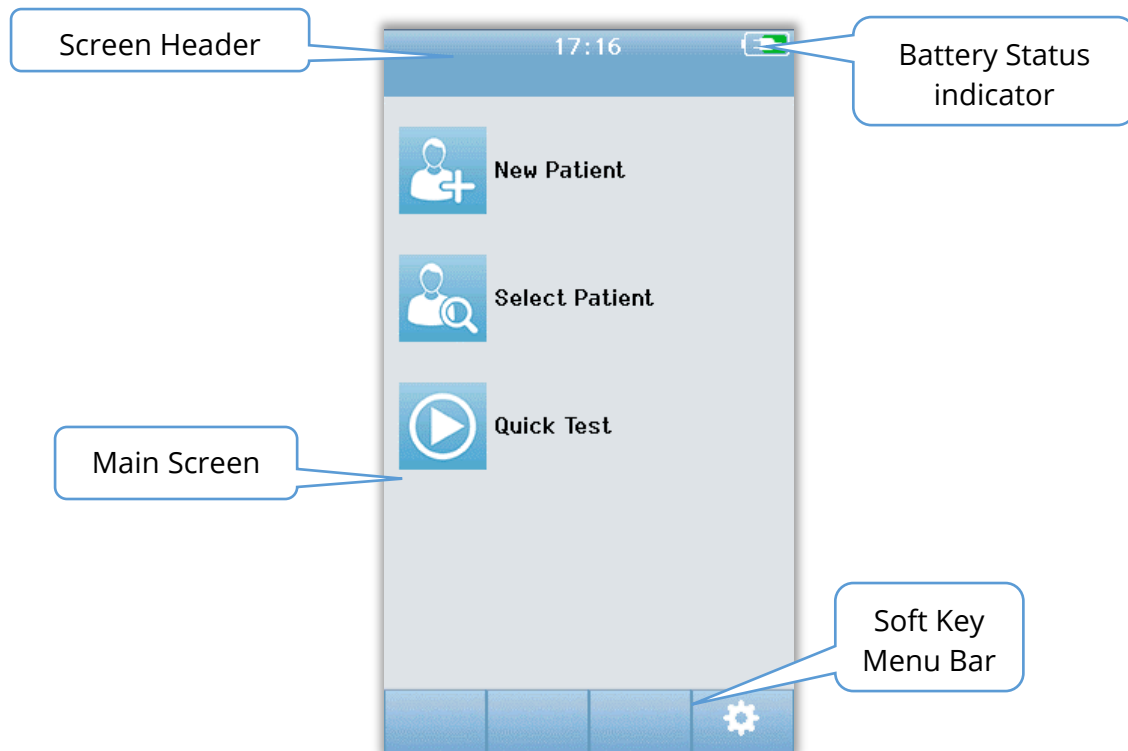 Screen Header
17:16
Battery Status
indicator
New Patient
Select Patient
Quick Test
Main Screen
Soft Key
Menu Bar